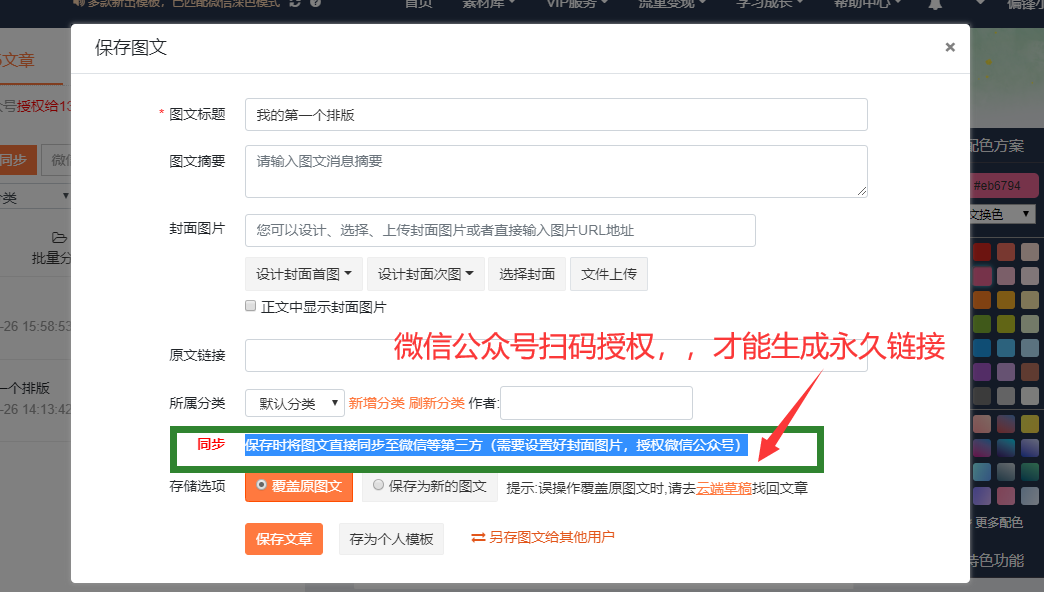 多款新出模板，已匹配微信深色模式
首页 素材库 VIP服务 流量变现 学习成长 帮助中心
保存图文 ×
文章
号授权给13
同步 微信
类
批量分
-26 15:58:53
一个排版
-26 14:13:42
* 图文标题 我的第一个排版
图文摘要 请输入图文消息摘要
封面图片 您可以设计、选择、上传封面图片或者直接输入图片URL地址
设计封面首图 设计封面次图 选择封面 文件上传
正文中显示封面图片
微信公众号扫码授权，，才能生成永久链接
原文链接
所属分类 默认分类 新增分类 刷新分类 作者:
同步 保存时将图文直接同步至微信等第三方（需要设置好封面图片，授权微信公众号）
存储选项 覆盖原图文 保存为新的图文 提示:误操作覆盖原图文时,请去云端草稿找回文章
保存文章 存为个人模板 另存图文给其他用户
配色方案
#eb6794
文换色
更多配色
特色功能